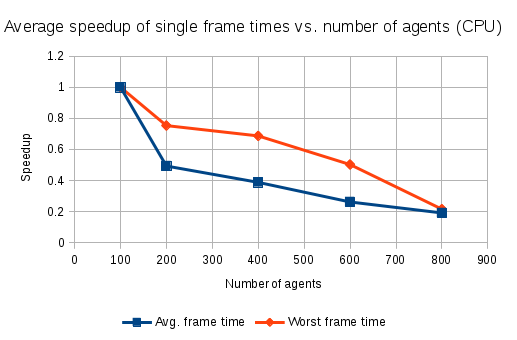 Average speedup of single frame times vs. number of agents (CPU)
1.2
1
0.8
0.6
0.4
0.2
0
Speedup
0 100 200 300 400 500 600 700 800 900
Number of agents
Avg. frame time Worst frame time